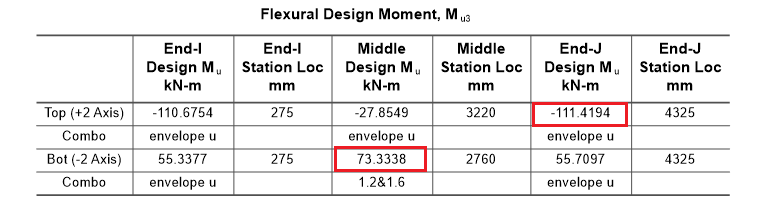 Flexural Design Moment, Mu3
End-I Design Mu kN-m End-I Station Loc mm Middle Design Mu kN-m Middle Station Loc mm End-J Design Mu kN-m End-J Station Loc mm
Top (+2 Axis) -110.6754 275 -27.8549 3220 -111.4194 4325
Combo envelope u envelope u envelope u
Bot (-2 Axis) 55.3377 275 73.3338 2760 55.7097 4325
Combo envelope u 1.2&1.6 envelope u